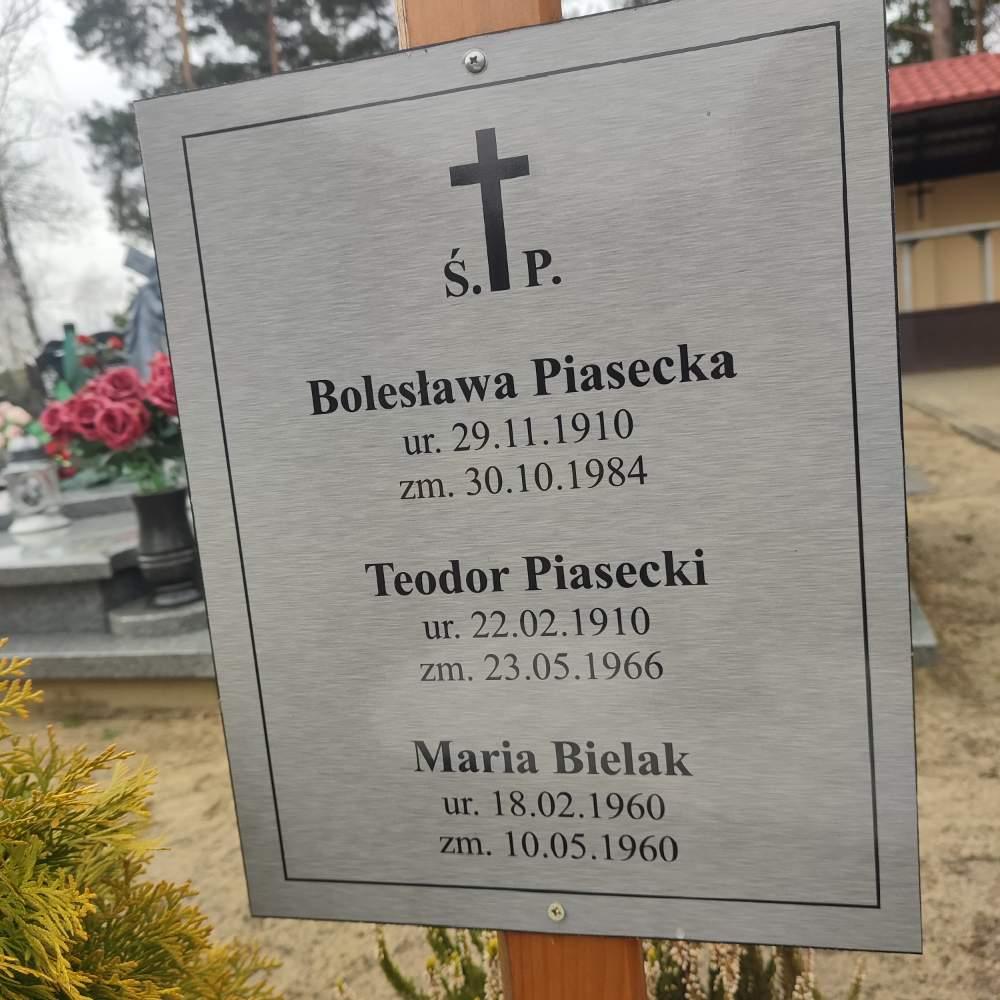 Ś. P.
Bolesława Piasecka
ur. 29.11.1910
zm. 30.10.1984
Teodor Piasecki
ur. 22.02.1910
zm. 23.05.1966
Maria Bielak
ur. 18.02.1960
zm. 10.05.1960